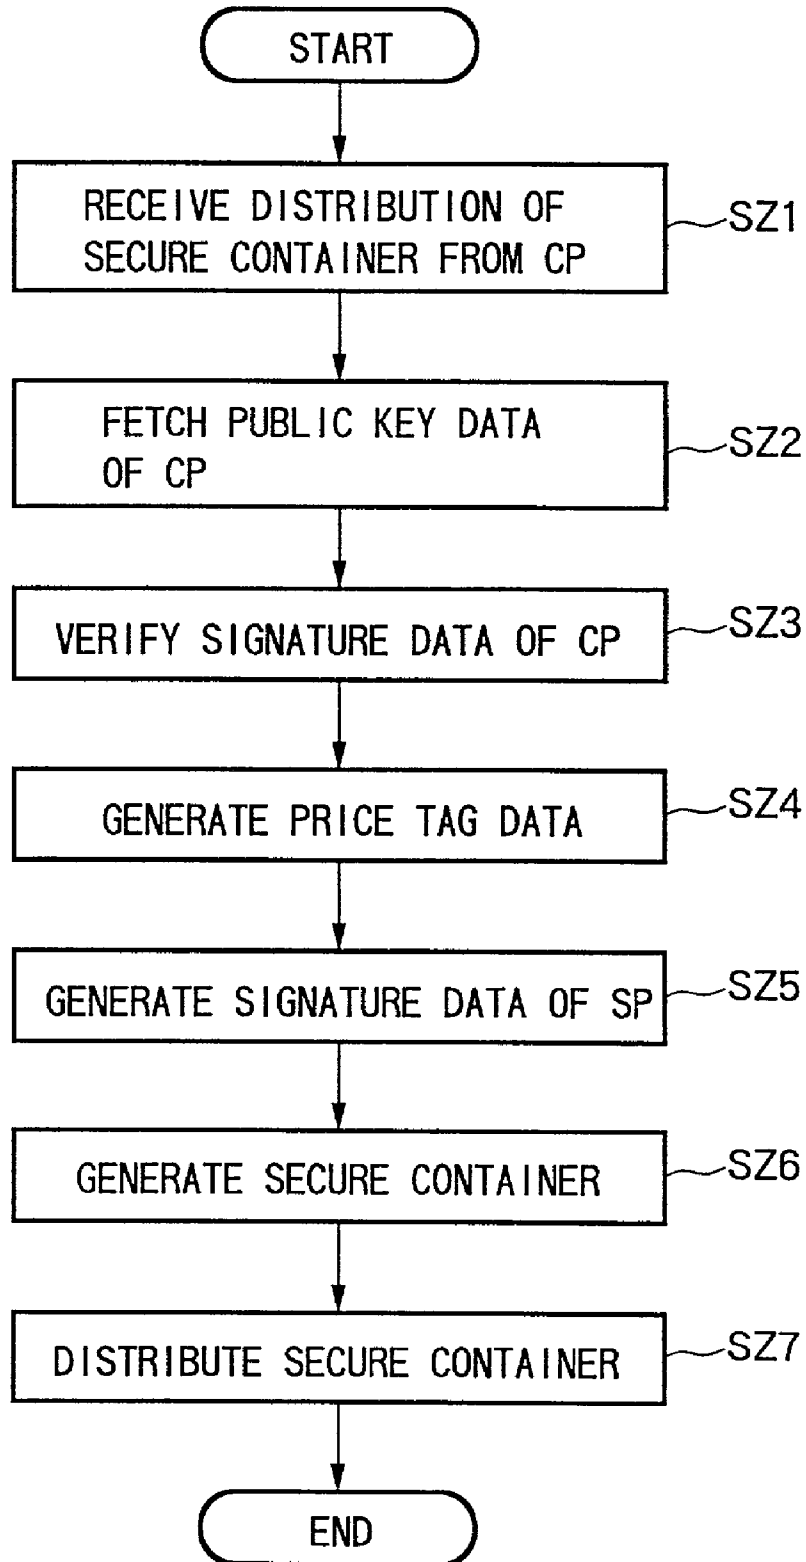 START
RECEIVE DISTRIBUTION OF
SECURE CONTAINER FROM CP
SZ1
FETCH PUBLIC KEY DATA
OF CP
SZ2
VERIFY SIGNATURE DATA OF CP
SZ3
GENERATE PRICE TAG DATA
SZ4
GENERATE SIGNATURE DATA OF SP
SZ5
GENERATE SECURE CONTAINER
SZ6
DISTRIBUTE SECURE CONTAINER
SZ7
END